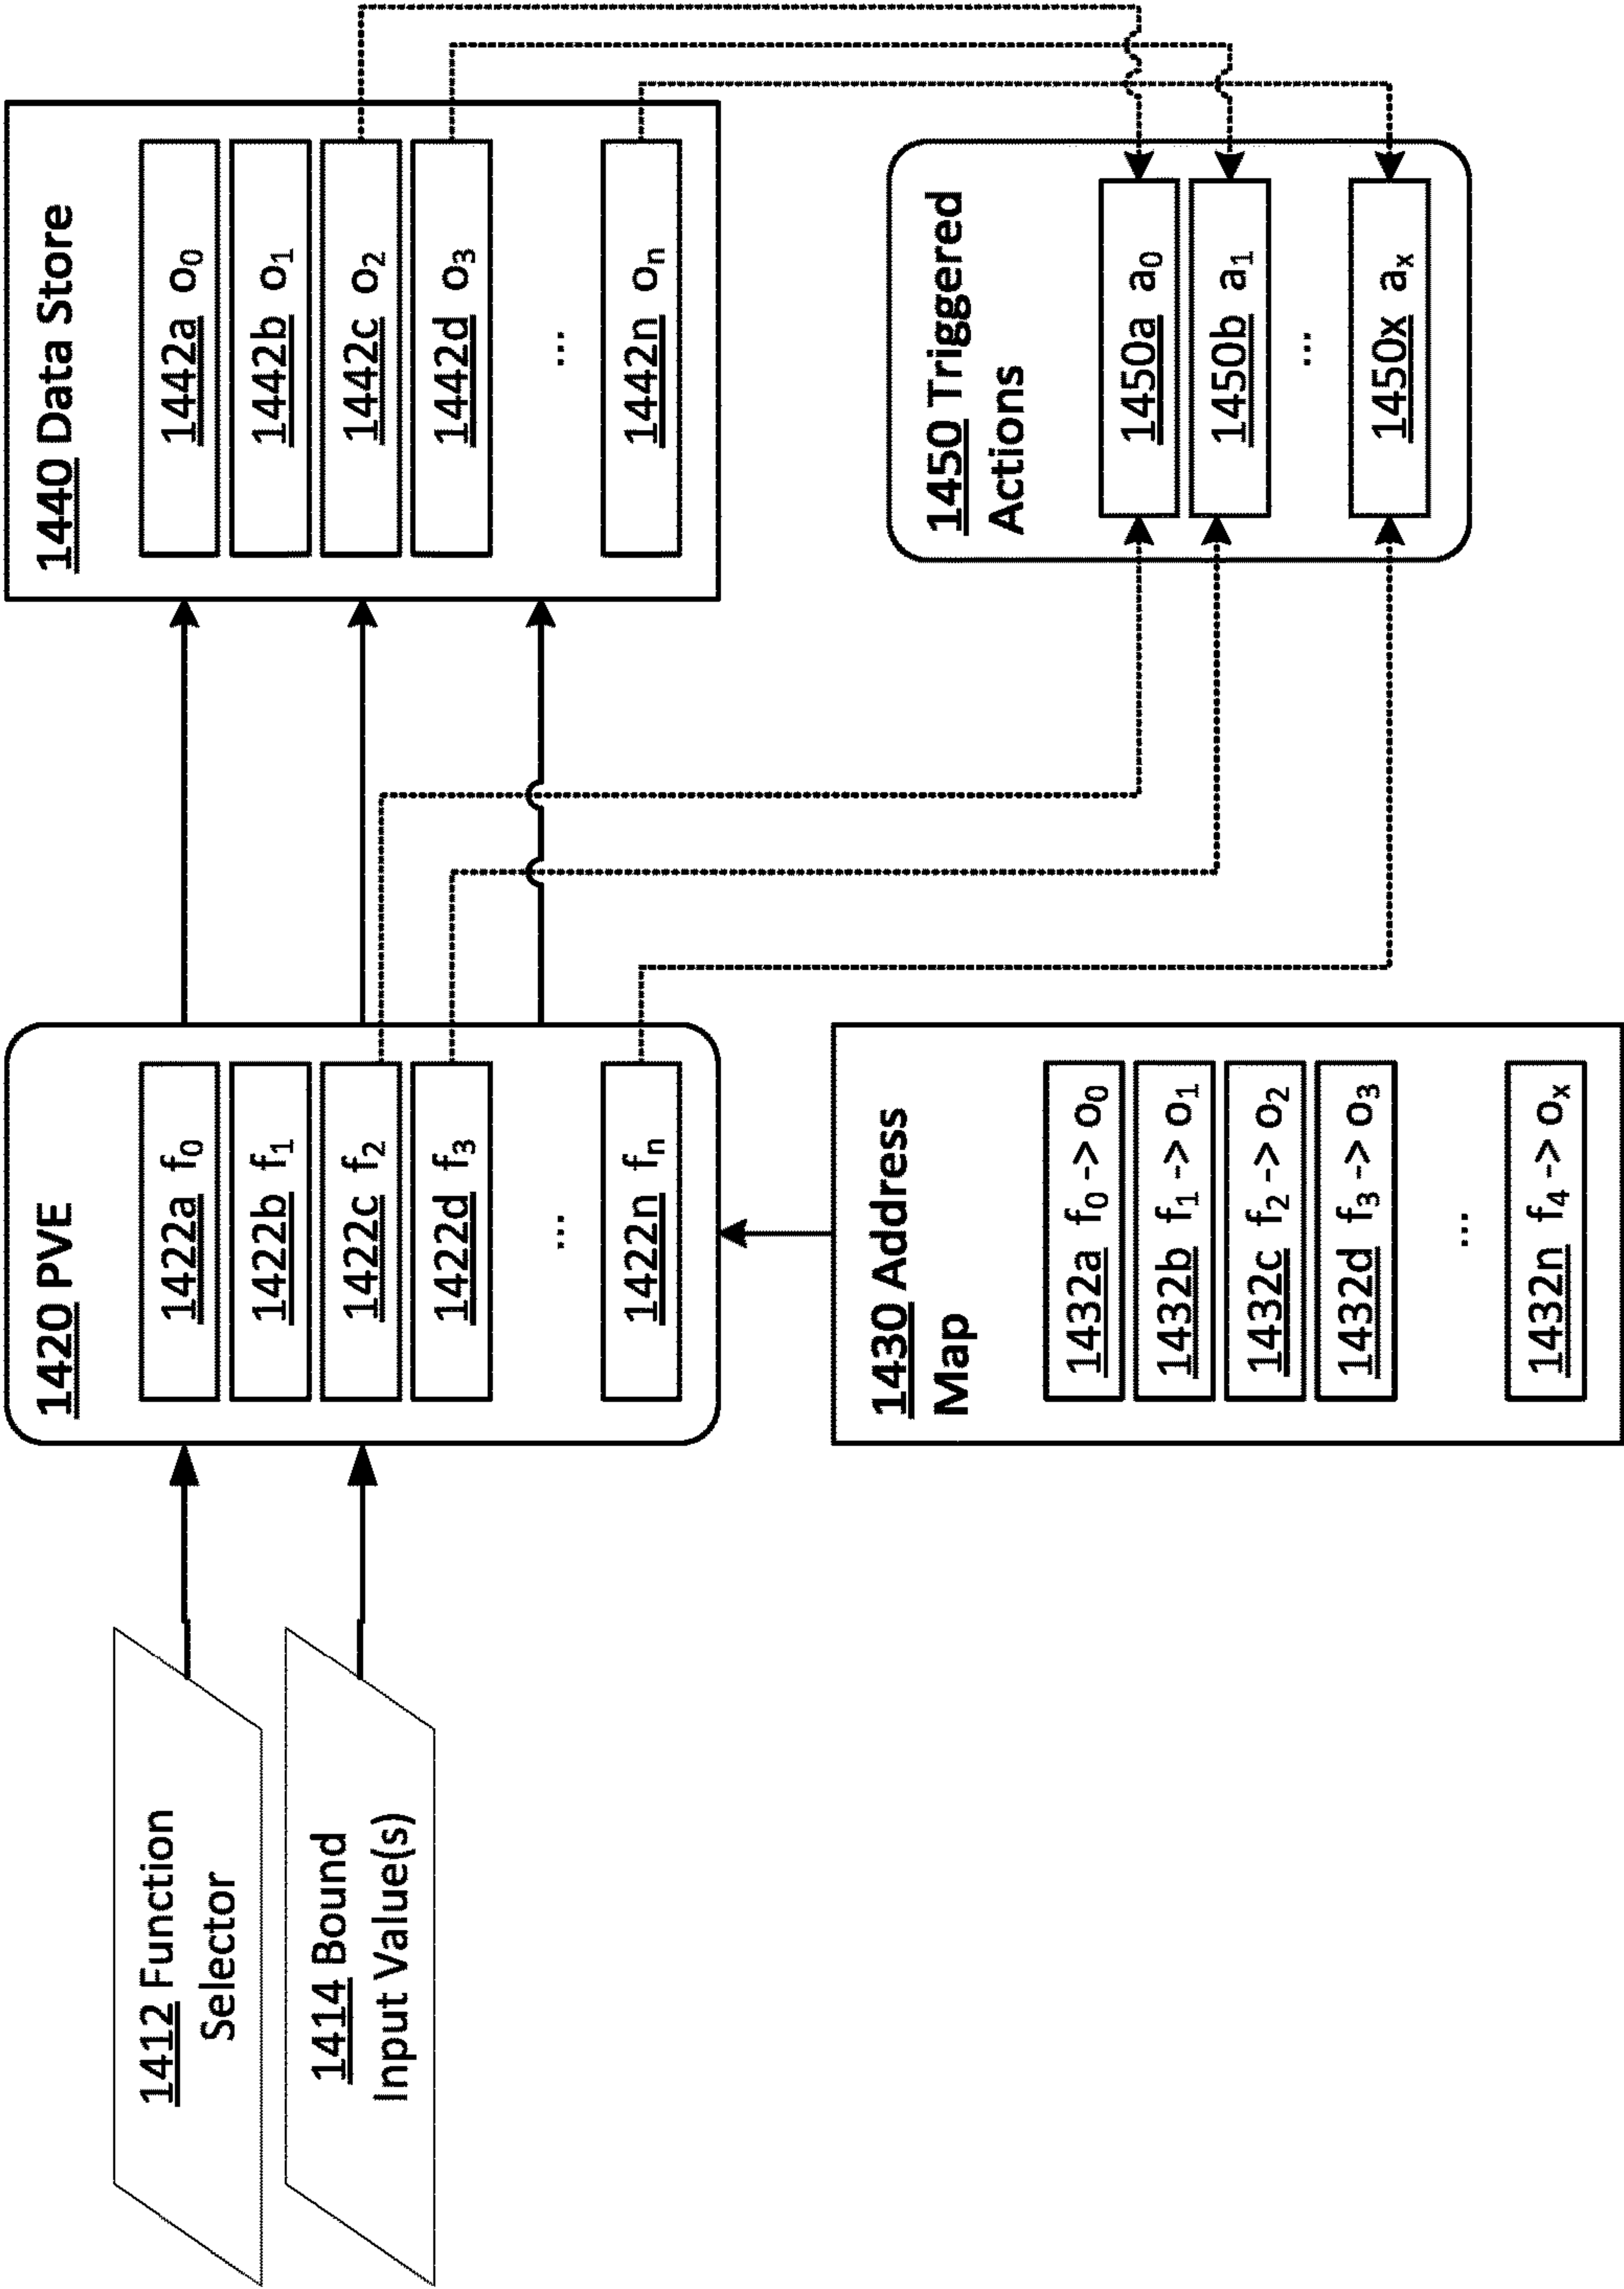 1412 Function
Selector
1414 Bound
Input Value(s)
1420 PVE
1422a f₀
1422b f₁
1422c f₂
1422d f₃
...
1422n fₙ
1430 Address
Map
1432a f₀ -> o₀
1432b f₁ -> o₁
1432c f₂ -> o₂
1432d f₃ -> o₃
...
1432n f₄ -> oₓ
1440 Data Store
1442a o₀
1442b o₁
1442c o₂
1442d o₃
...
1442n oₙ
1450 Triggered
Actions
1450a a₀
1450b a₁
...
1450x aₓ